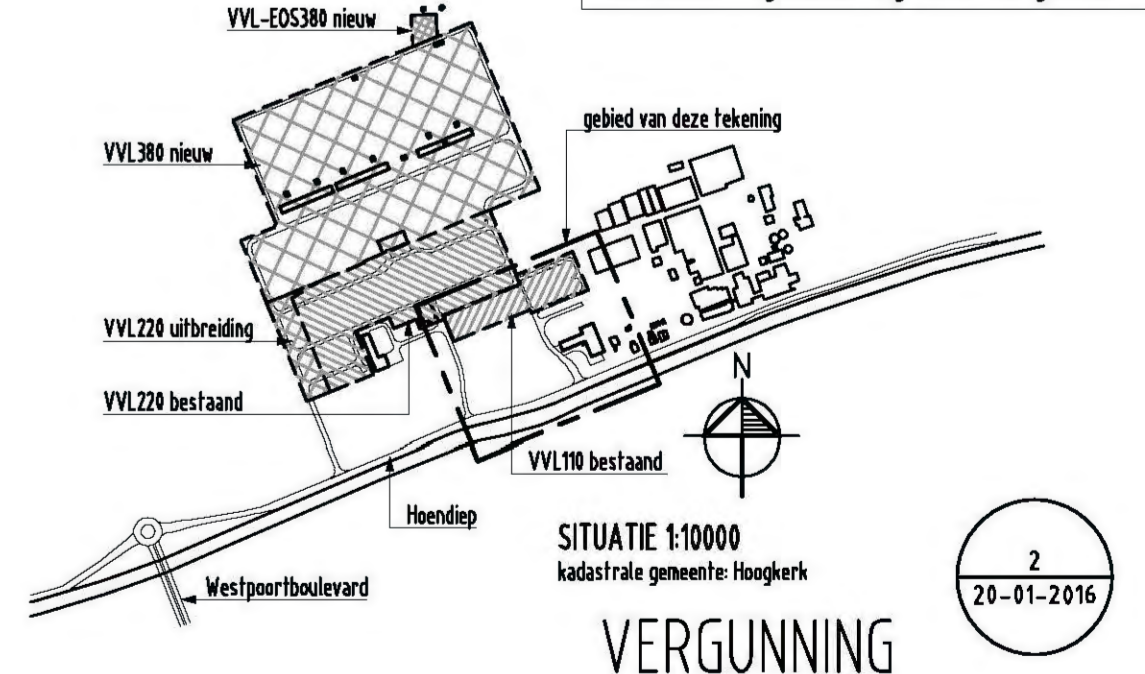 VVL-EOS380 nieuw
gebied van deze tekening
VVL380 nieuw
VVL220 uitbreiding
VVL220 bestaand
N
VVL110 bestaand
Hoendiep
SITUATIE 1:10000
kadastrale gemeente: Hoogkerk
Westpoortboulevard
2
20-01-2016
VERGUNNING